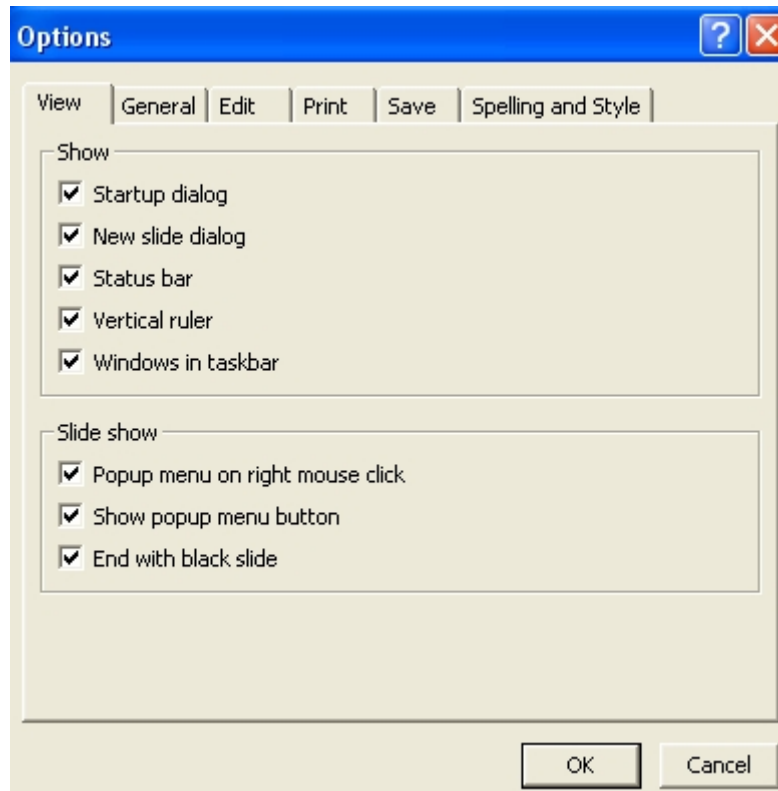 Options
View General Edit Print Save Spelling and Style
Show
Startup dialog
New slide dialog
Status bar
Vertical ruler
Windows in taskbar
Slide show
Popup menu on right mouse click
Show popup menu button
End with black slide
OK Cancel